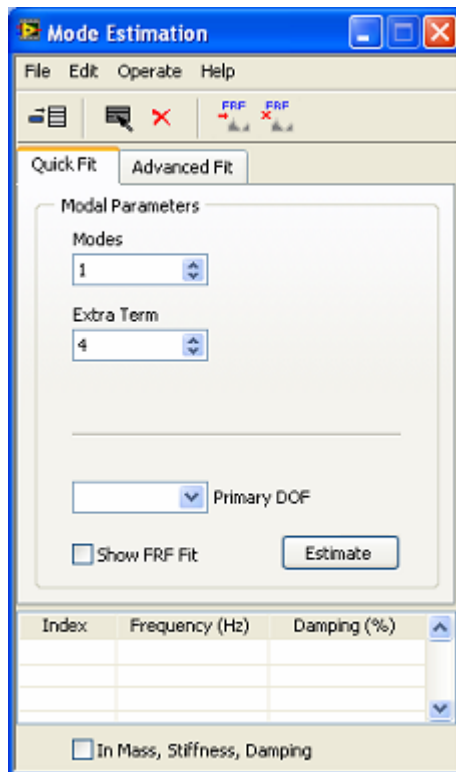 Mode Estimation
File Edit Operate Help
FRF FRF
Quick Fit Advanced Fit
Modal Parameters
Modes
1
Extra Term
4
Primary DOF
Show FRF Fit Estimate
Index Frequency (Hz) Damping (%)
In Mass, Stiffness, Damping